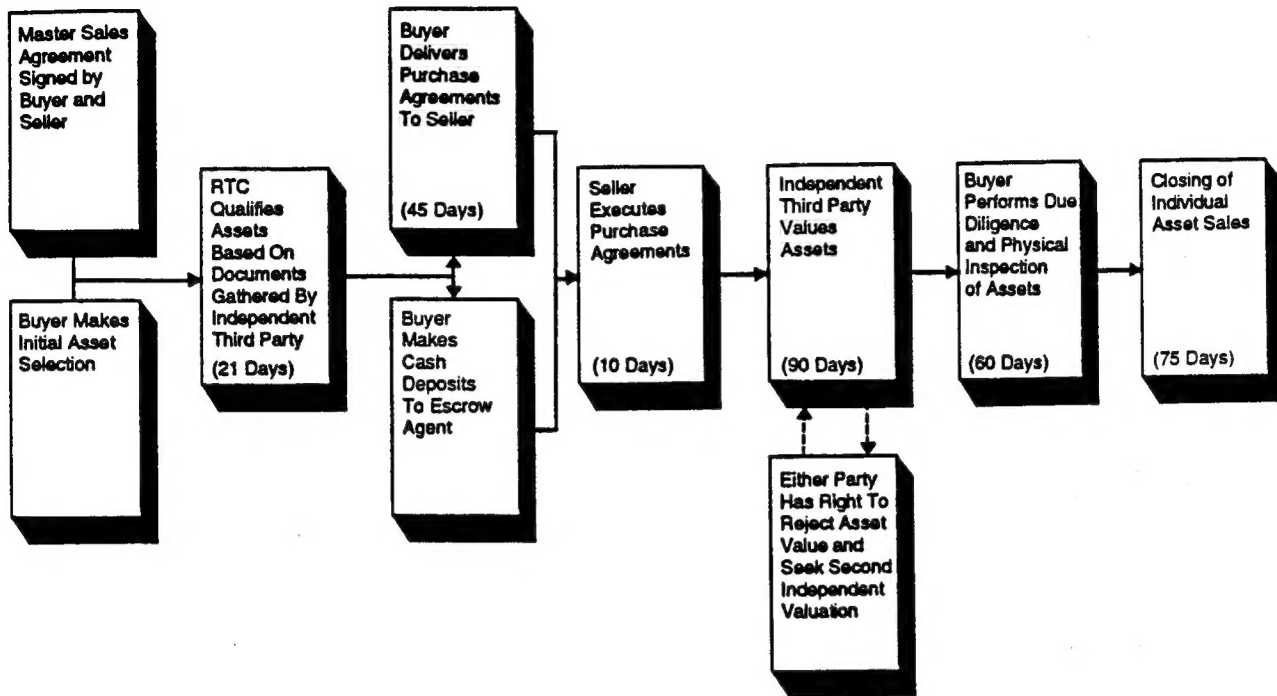 Master Sales
Agreement
Signed by
Buyer and
Seller
Buyer Makes
Initial Asset
Selection
RTC
Qualifies
Assets
Based On
Documents
Gathered By
Independent
Third Party
(21 Days)
Buyer
Delivers
Purchase
Agreements
To Seller
(45 Days)
Buyer
Makes
Cash
Deposits
To Escrow
Agent
Seller
Executes
Purchase
Agreements
(10 Days)
Independent
Third Party
Values
Assets
(90 Days)
Either Party
Has Right To
Reject Asset
Value and
Seek Second
Independent
Valuation
Buyer
Performs Due
Diligence
and Physical
Inspection
of Assets
(60 Days)
Closing of
Individual
Asset Sales
(75 Days)